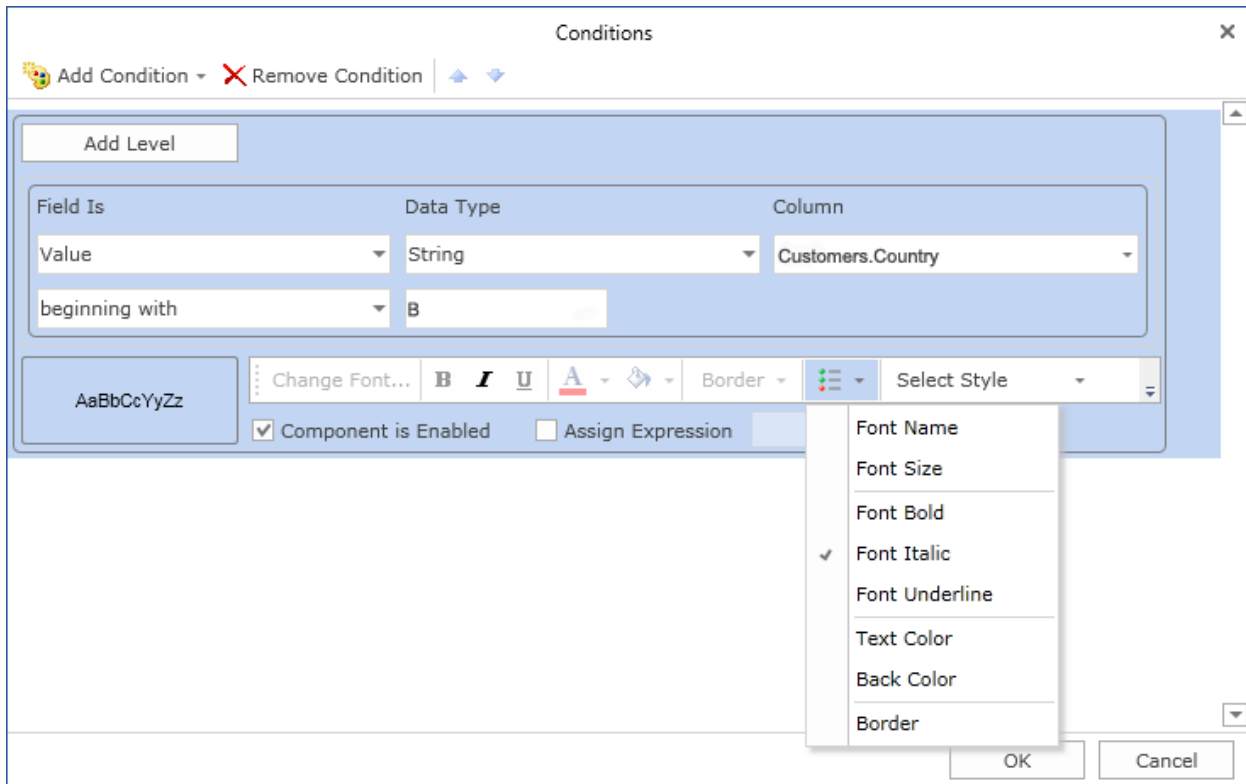 Conditions
Add Condition Remove Condition
Add Level
Field Is Data Type Column
Value String Customers.Country
beginning with B
AaBbCcYyZz
Change Font... B I U A Border Select Style
Component is Enabled Assign Expression
Font Name
Font Size
Font Bold
Font Italic
Font Underline
Text Color
Back Color
Border
OK Cancel